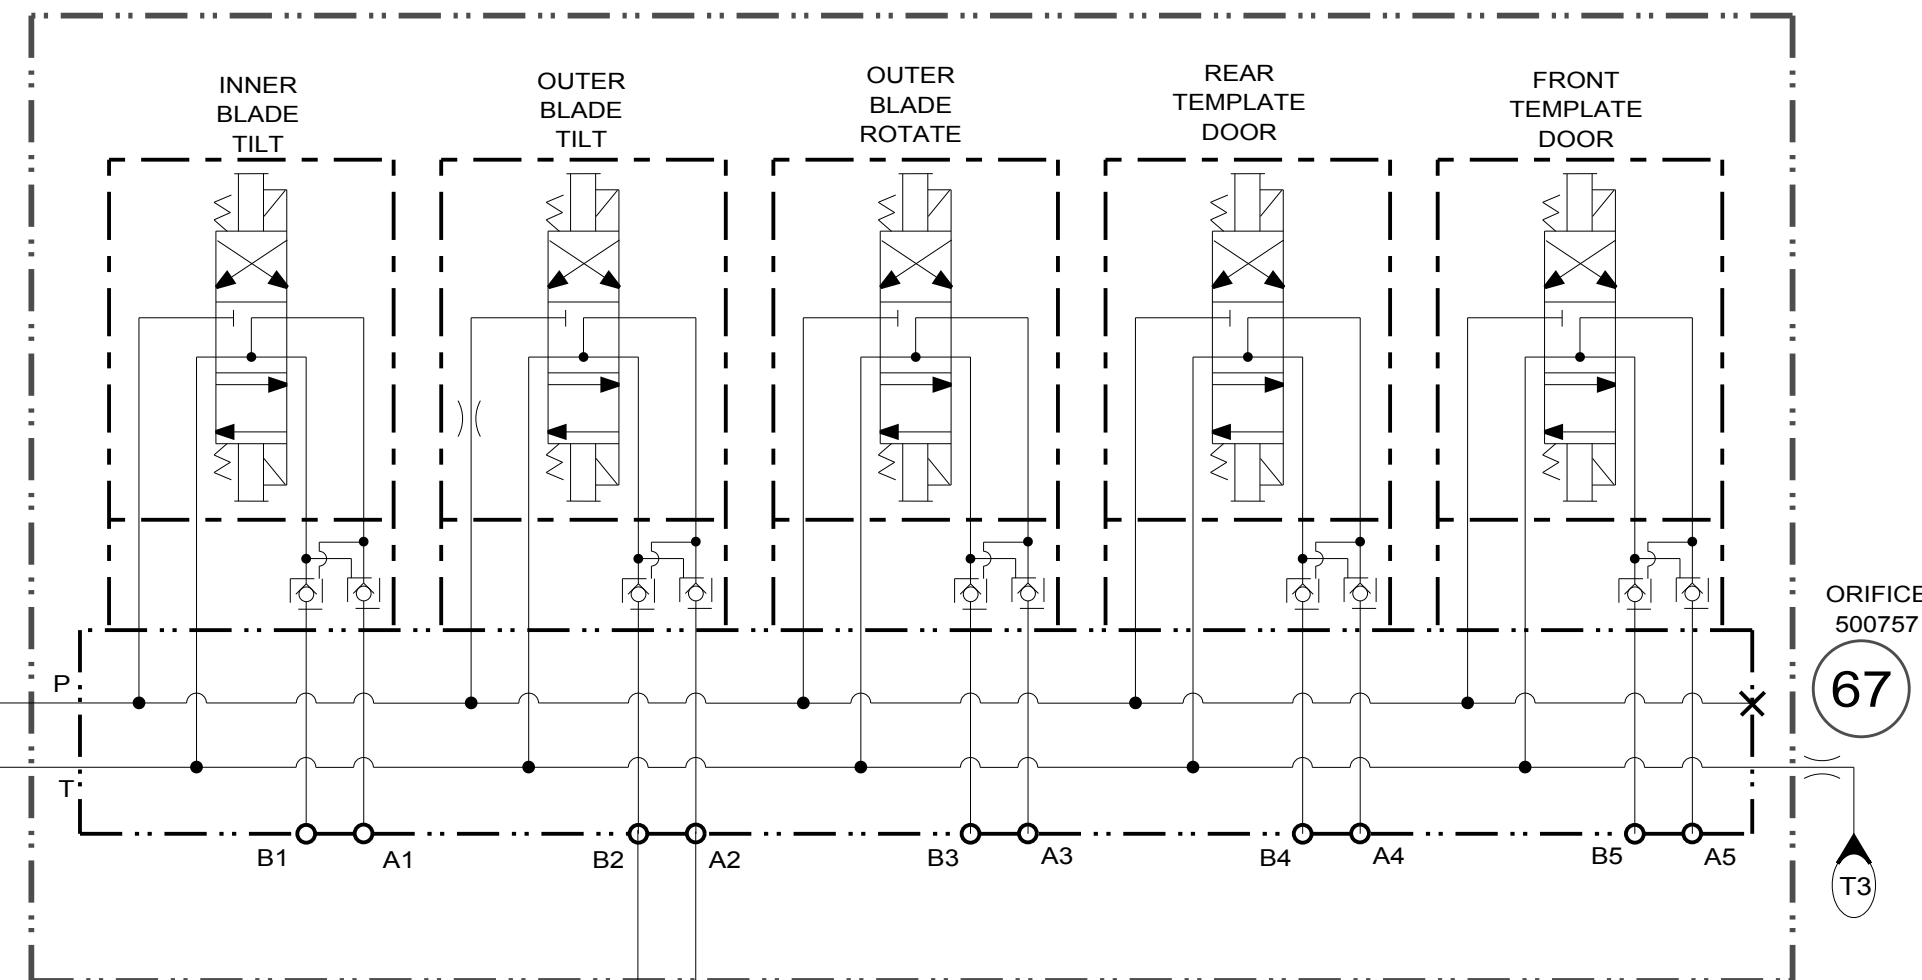 INNER
BLADE
TILT
OUTER
BLADE
TILT
OUTER
BLADE
ROTATE
REAR
TEMPLATE
DOOR
FRONT
TEMPLATE
DOOR
ORIFICE
500757
67
P
T
B1
A1
B2
A2
B3
A3
B4
A4
B5
A5
T3